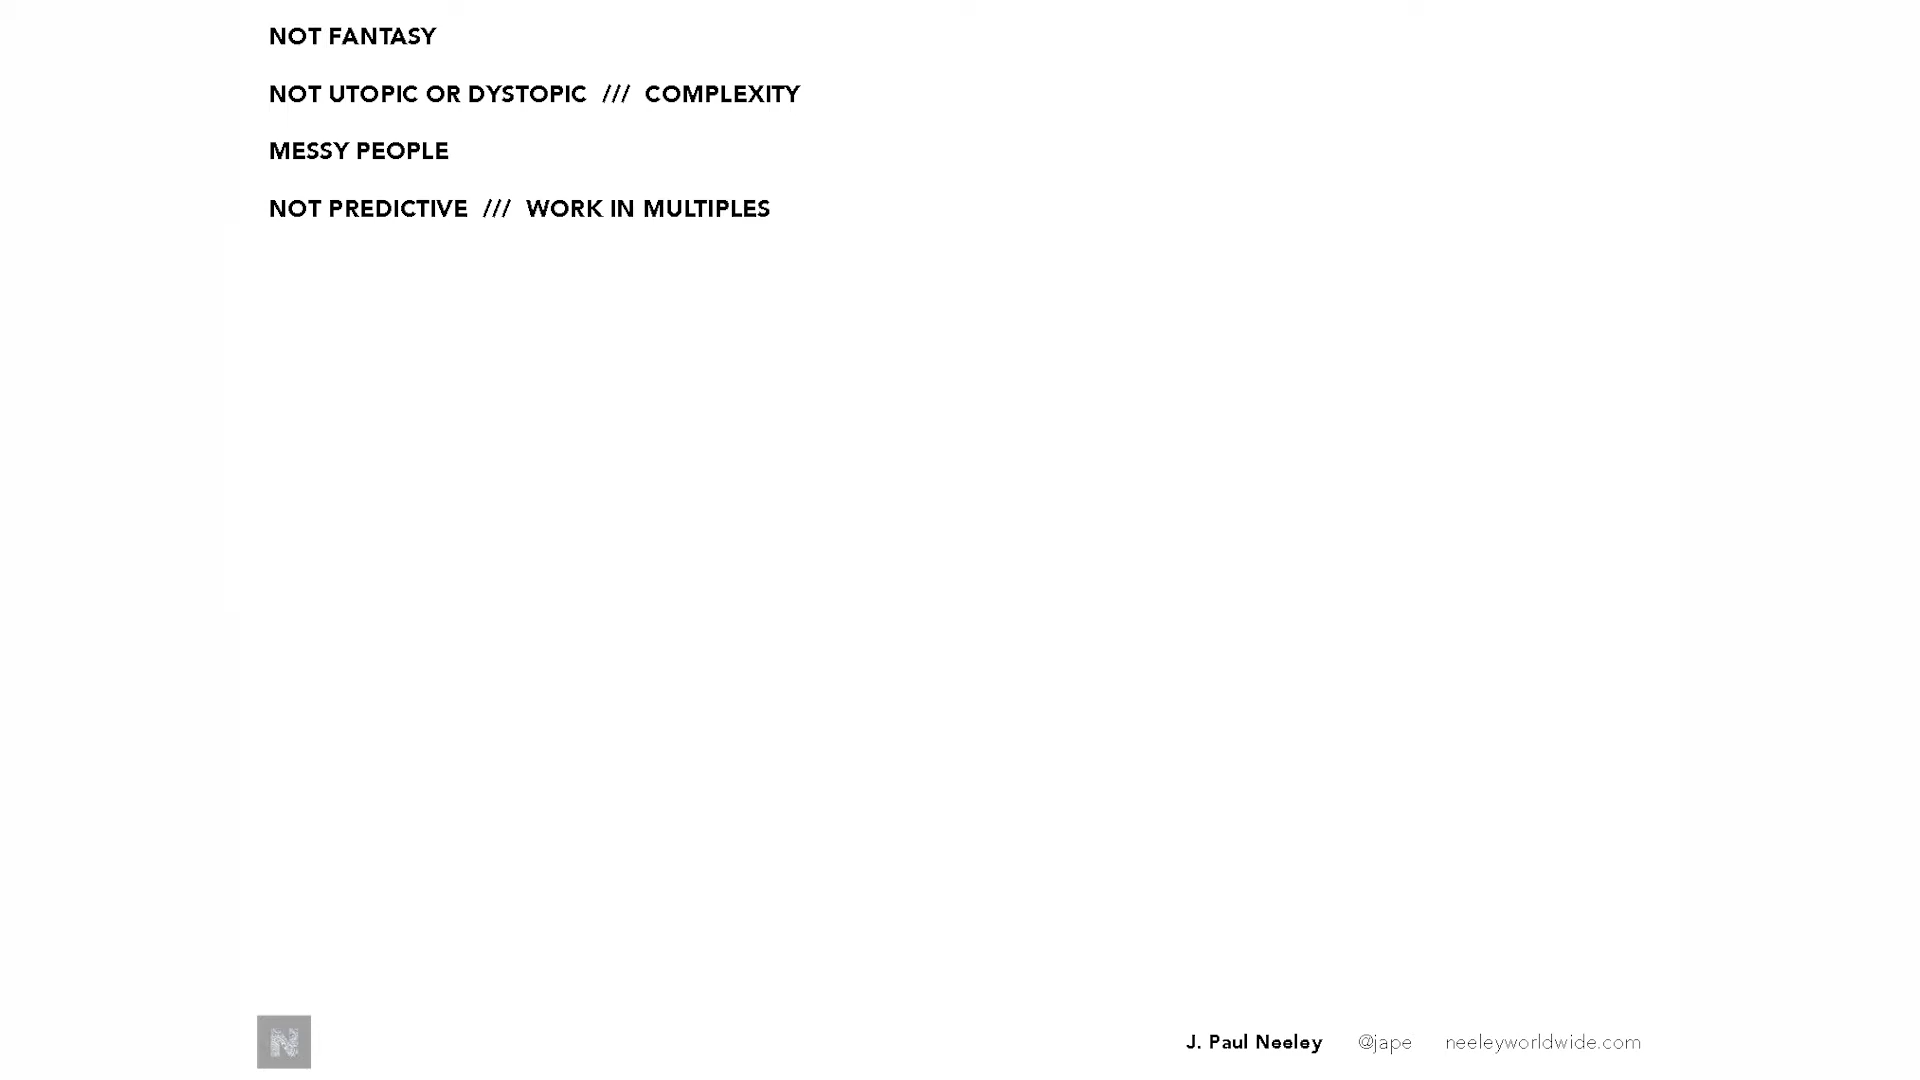 NOT FANTASY
NOT UTOPIC OR DYSTOPIC /// COMPLEXITY
MESSY PEOPLE
NOT PREDICTIVE /// WORK IN MULTIPLES
N
J. Paul Neeley @jape neeleyworldwide.com